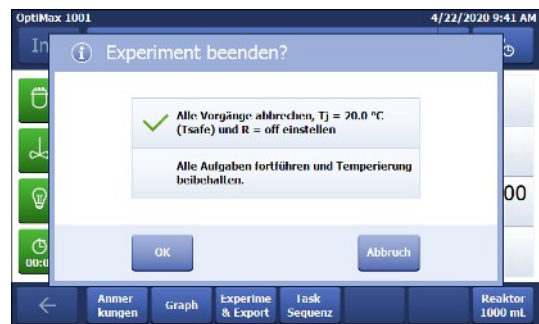 OptiMax 1001 4/22/2020 9:41 AM
In
Experiment beenden?
Alle Vorgänge abbrechen, Tj = 20.0 °C
(Tsafe) und R = off einstellen
Alle Aufgaben fortführen und Temperierung
beibehalten.
00
00:0
OK Abbruch
Anmer
kungen
Graph
Experime
& Export
Task
Sequenz
Reaktor
1000 mL